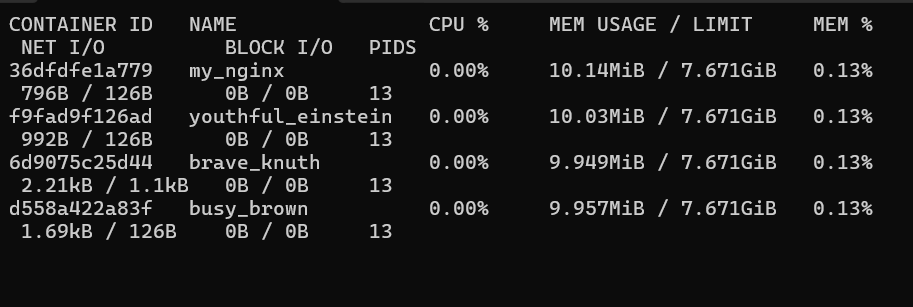 CONTAINER ID   NAME                CPU %     MEM USAGE / LIMIT     MEM %
 NET I/O          BLOCK I/O   PIDS
36dfdfe1a779   my_nginx            0.00%     10.14MiB / 7.671GiB   0.13%
 796B / 126B      0B / 0B     13
f9fad9f126ad   youthful_einstein   0.00%     10.03MiB / 7.671GiB   0.13%
 992B / 126B      0B / 0B     13
6d9075c25d44   brave_knuth         0.00%     9.949MiB / 7.671GiB   0.13%
 2.21kB / 1.1kB   0B / 0B     13
d558a422a83f   busy_brown          0.00%     9.957MiB / 7.671GiB   0.13%
 1.69kB / 126B    0B / 0B     13